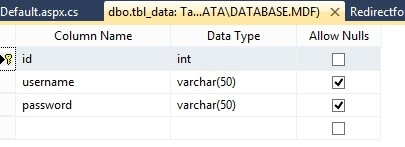 Default.aspx.cs dbo.tbl_data: Ta...ATA\DATABASE.MDF) Redirectfo
Column Name Data Type Allow Nulls
id int
username varchar(50)
password varchar(50)